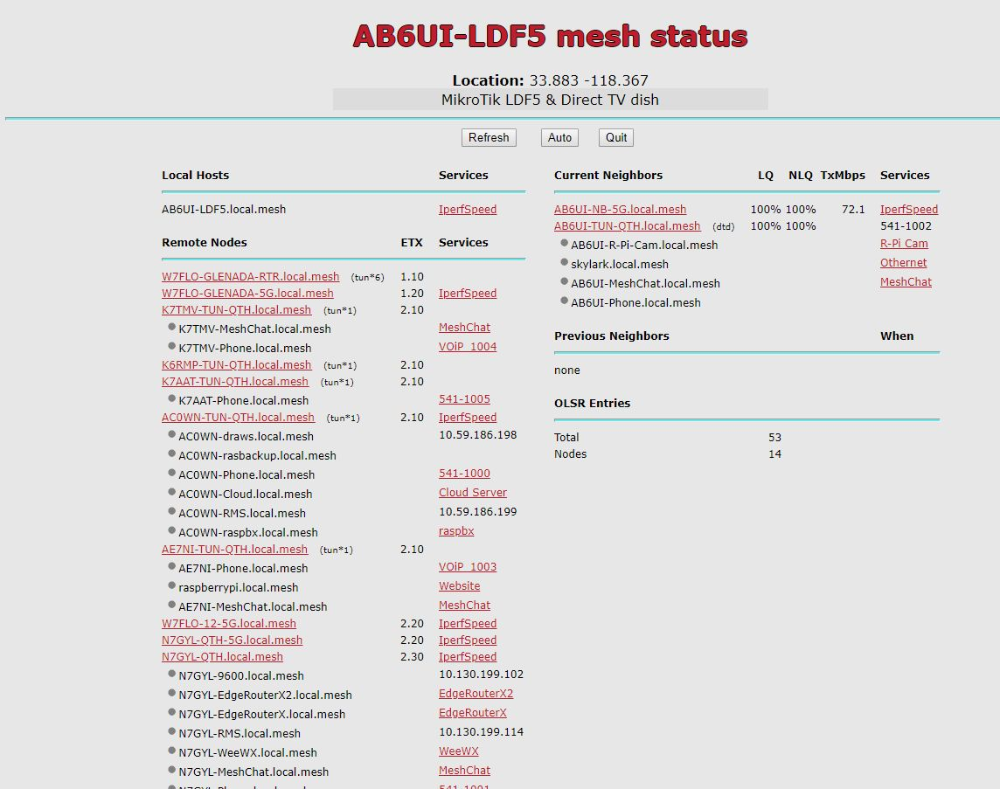 AB6UI-LDF5 mesh status
Location: 33.883 -118.367
MikroTik LDF5 & Direct TV dish
Refresh Auto Quit
Local Hosts Services
AB6UI-LDF5.local.mesh IperfSpeed
Remote Nodes ETX Services
W7FLO-GLENADA-RTR.local.mesh (tun*6) 1.10
W7FLO-GLENADA-5G.local.mesh 1.20 IperfSpeed
K7TMV-TUN-QTH.local.mesh (tun*1) 2.10
K7TMV-MeshChat.local.mesh MeshChat
K7TMV-Phone.local.mesh VOiP_1004
K6RMP-TUN-QTH.local.mesh (tun*1) 2.10
K7AAT-TUN-QTH.local.mesh (tun*1) 2.10
K7AAT-Phone.local.mesh 541-1005
AC0WN-TUN-QTH.local.mesh (tun*1) 2.10 IperfSpeed
AC0WN-draws.local.mesh 10.59.186.198
AC0WN-rasbackup.local.mesh
AC0WN-Phone.local.mesh 541-1000
AC0WN-Cloud.local.mesh Cloud Server
AC0WN-RMS.local.mesh 10.59.186.199
AC0WN-raspbx.local.mesh raspbx
AE7NI-TUN-QTH.local.mesh (tun*1) 2.10
AE7NI-Phone.local.mesh VOiP_1003
raspberrypi.local.mesh Website
AE7NI-MeshChat.local.mesh MeshChat
W7FLO-12-5G.local.mesh 2.20 IperfSpeed
N7GYL-QTH-5G.local.mesh 2.20 IperfSpeed
N7GYL-QTH.local.mesh 2.30 IperfSpeed
N7GYL-9600.local.mesh 10.130.199.102
N7GYL-EdgeRouterX2.local.mesh EdgeRouterX2
N7GYL-EdgeRouterX.local.mesh EdgeRouterX
N7GYL-RMS.local.mesh 10.130.199.114
N7GYL-WeeWX.local.mesh WeeWX
N7GYL-MeshChat.local.mesh MeshChat
Current Neighbors LQ NLQ TxMbps Services
AB6UI-NB-5G.local.mesh 100% 100% 72.1 IperfSpeed
AB6UI-TUN-QTH.local.mesh (dtd) 100% 100% 541-1002
AB6UI-R-Pi-Cam.local.mesh R-Pi Cam
skylark.local.mesh Othernet
AB6UI-MeshChat.local.mesh MeshChat
AB6UI-Phone.local.mesh
Previous Neighbors When
none
OLSR Entries
Total 53
Nodes 14